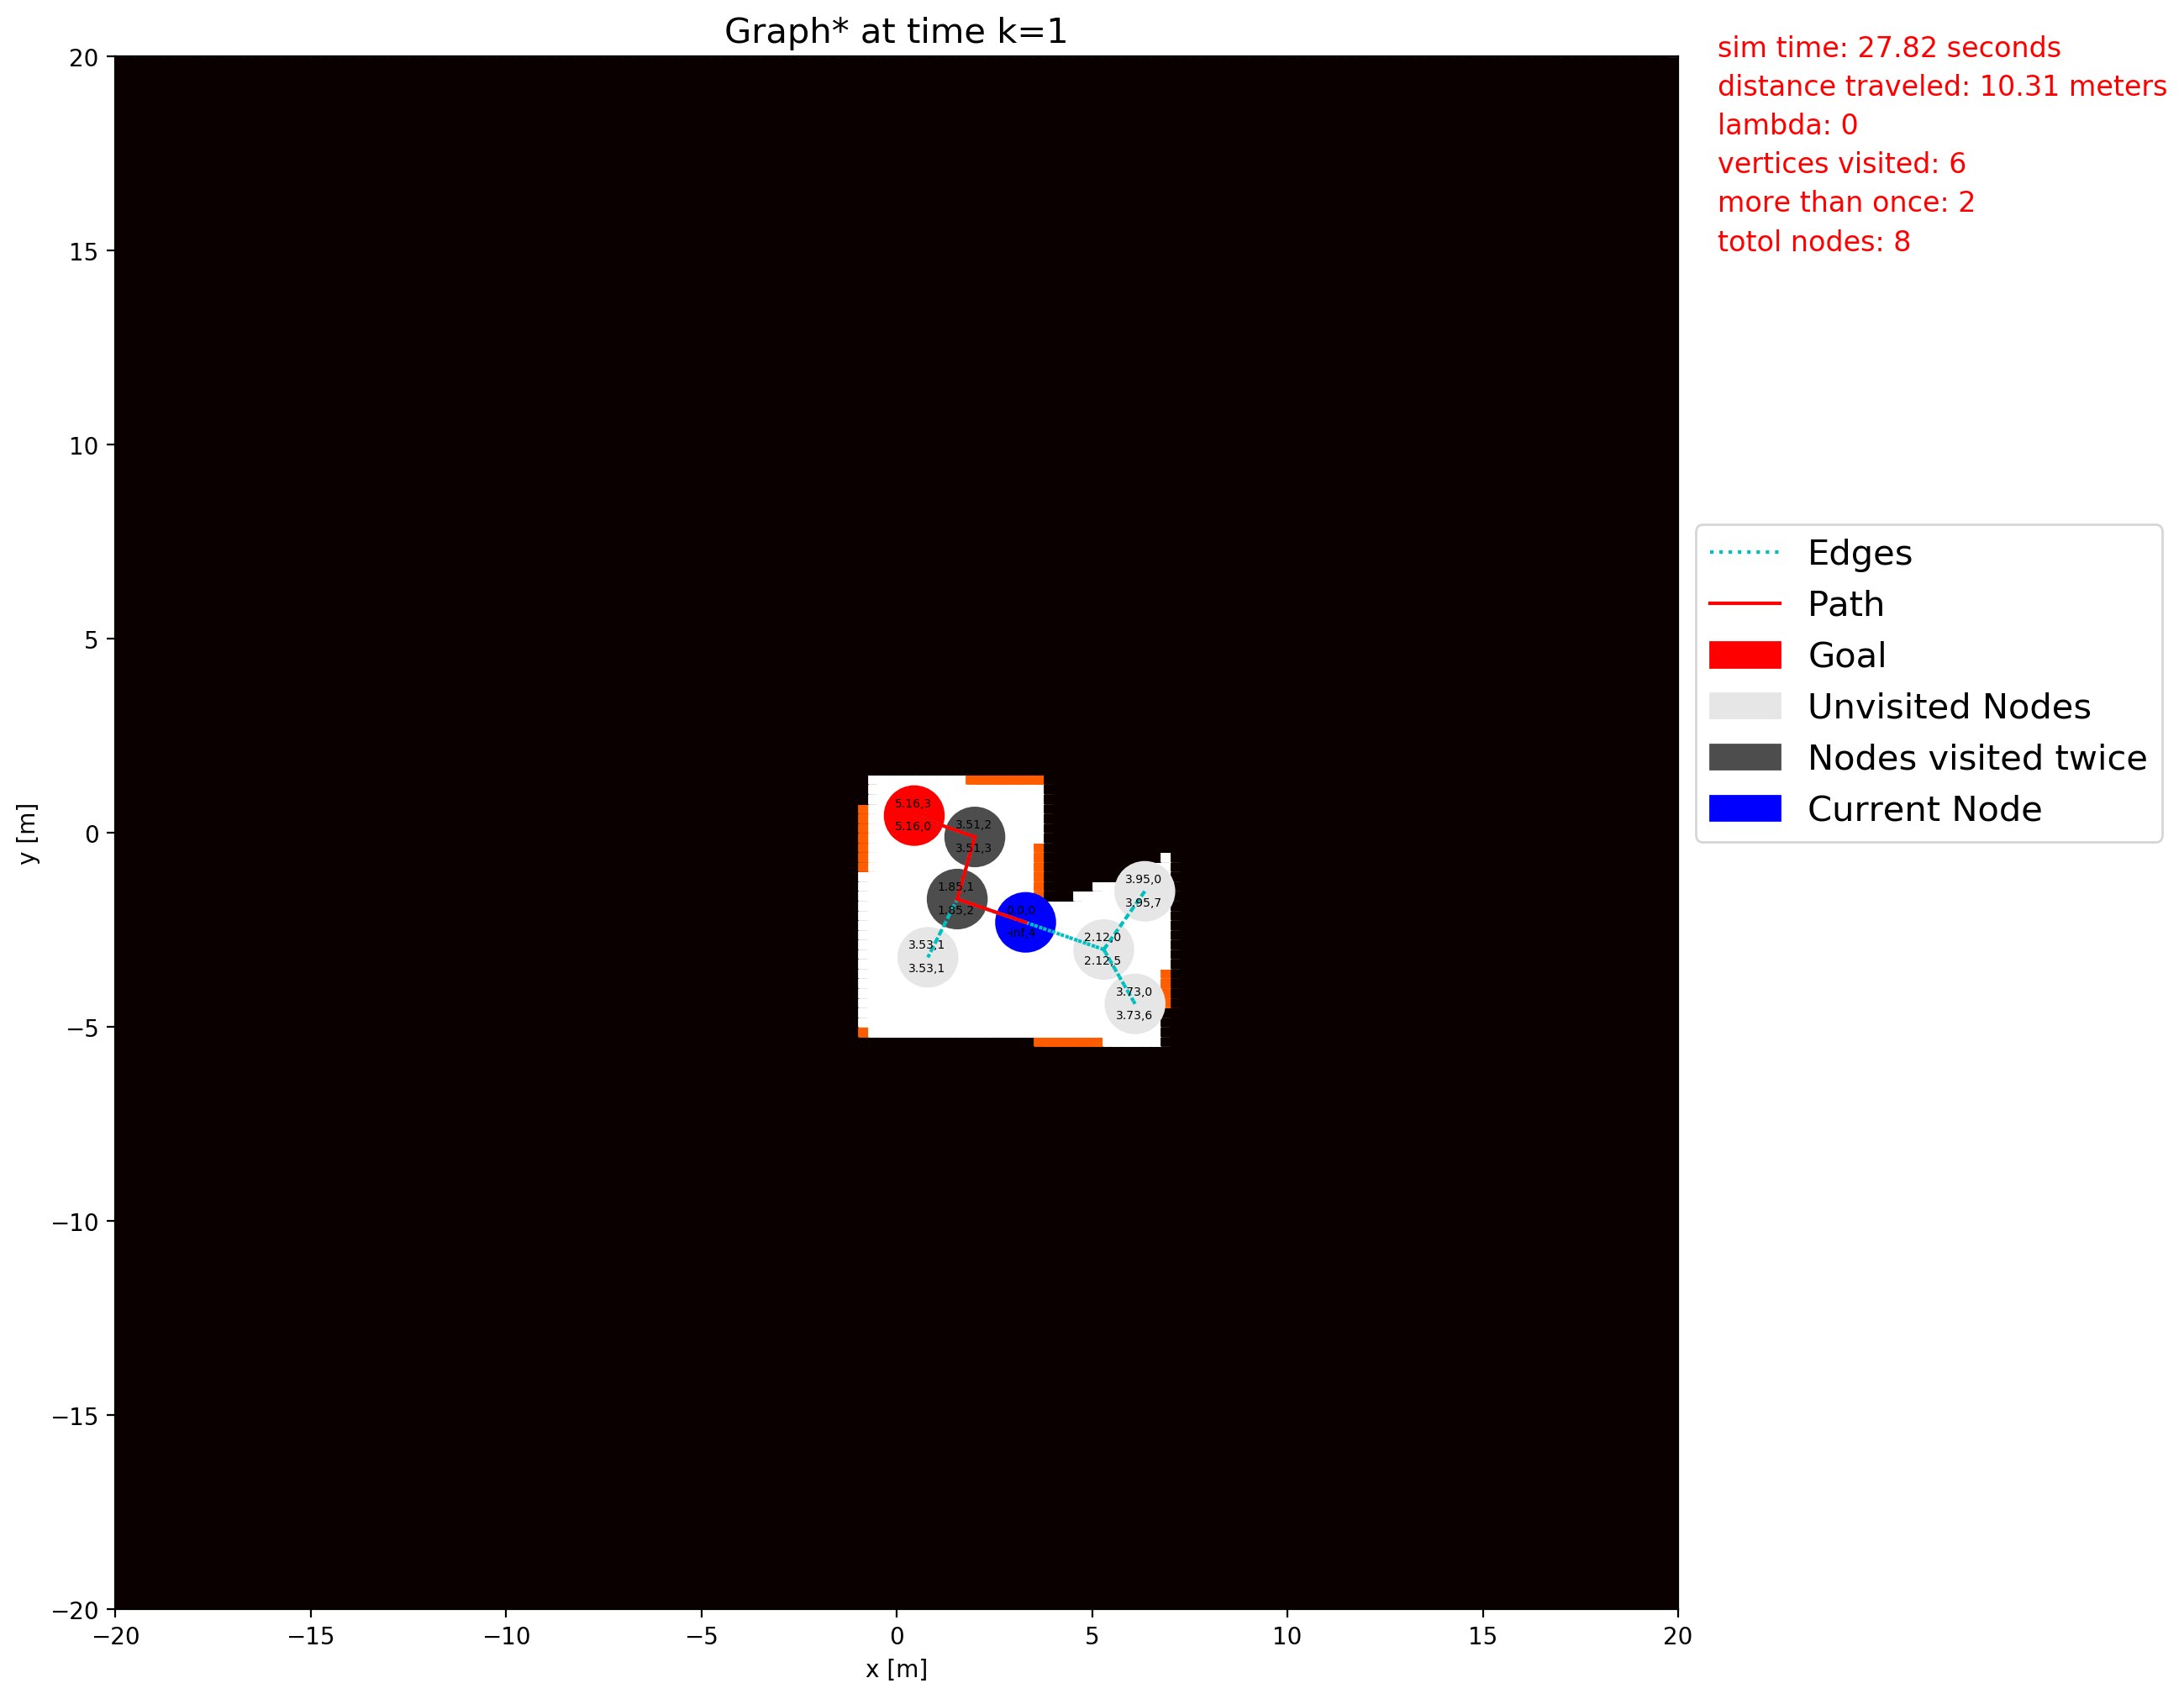 Graph* at time k=1
sim time: 27.82 seconds
distance traveled: 10.31 meters
lambda: 0
vertices visited: 6
more than once: 2
totol nodes: 8
Edges
Path
Goal
Unvisited Nodes
Nodes visited twice
Current Node
20
15
10
5
0
−5
−10
−15
−20
y [m]
5.16,3
5.16,0
3.51,2
3.51,3
1.85,1
1.85,2
0.0,0
-inf,4
3.53,1
3.53,1
3.95,0
3.95,7
2.12,0
2.12,5
3.73,0
3.73,6
−20
−15
−10
−5
0
5
10
15
20
x [m]